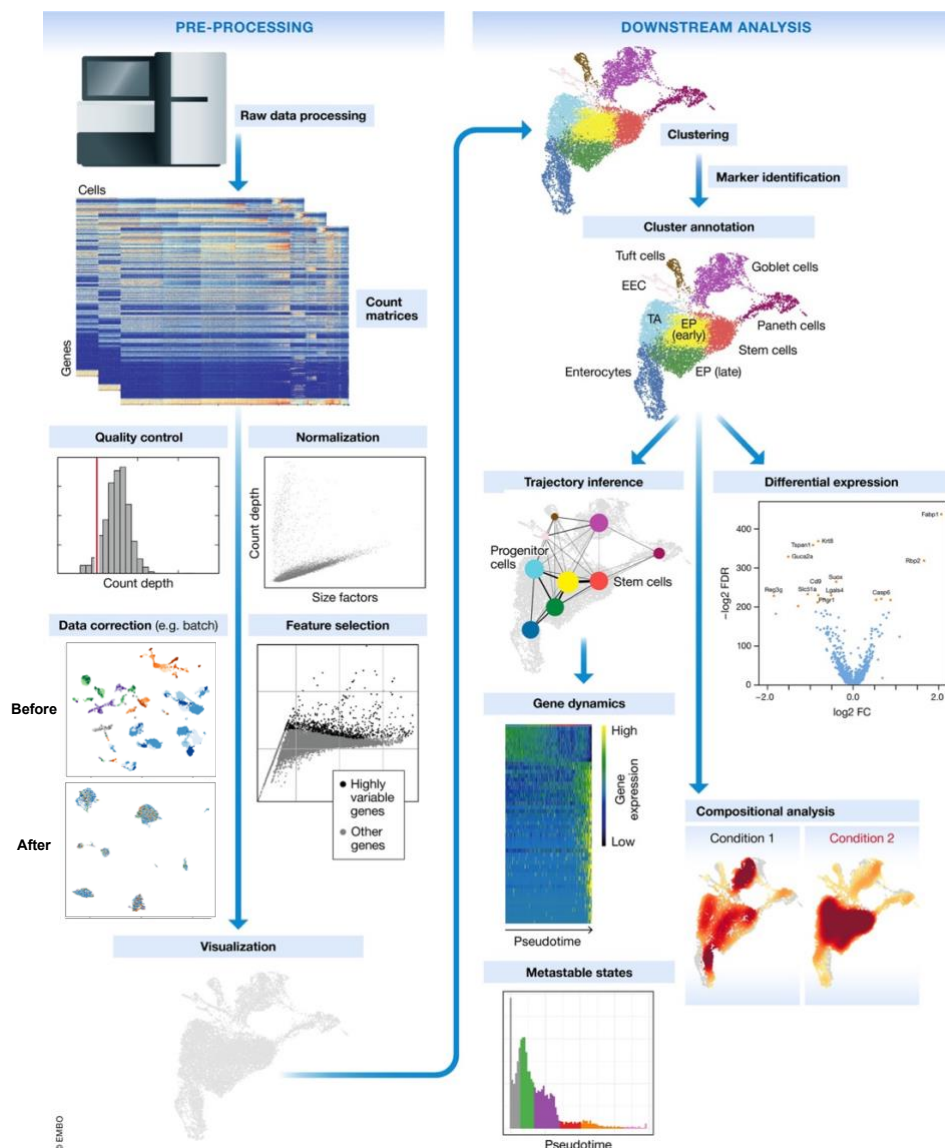 PRE-PROCESSING
Raw data processing
Cells
Genes
Count
matrices
Quality control
Count depth
Normalization
Count depth
Size factors
Data correction (e.g. batch)
Before
After
Feature selection
Highly
variable
genes
Other
genes
Visualization
© EMBO
DOWNSTREAM ANALYSIS
Clustering
Marker identification
Cluster annotation
Tuft cells
Goblet cells
EEC
TA
EP
(early)
Paneth cells
Stem cells
Enterocytes
EP (late)
Trajectory inference
Progenitor
cells
Stem cells
Gene dynamics
High
Gene
expression
Low
Pseudotime
Metastable states
Pseudotime
Differential expression
Fabp1
400
Krt8
Tspan1
Guca2a
Rbp2
300
Cd9
Reg3g
Lgals4
Casp6
200
100
0
−log2 FDR
−2.0
0.0
2.0
log2 FC
Compositional analysis
Condition 1
Condition 2